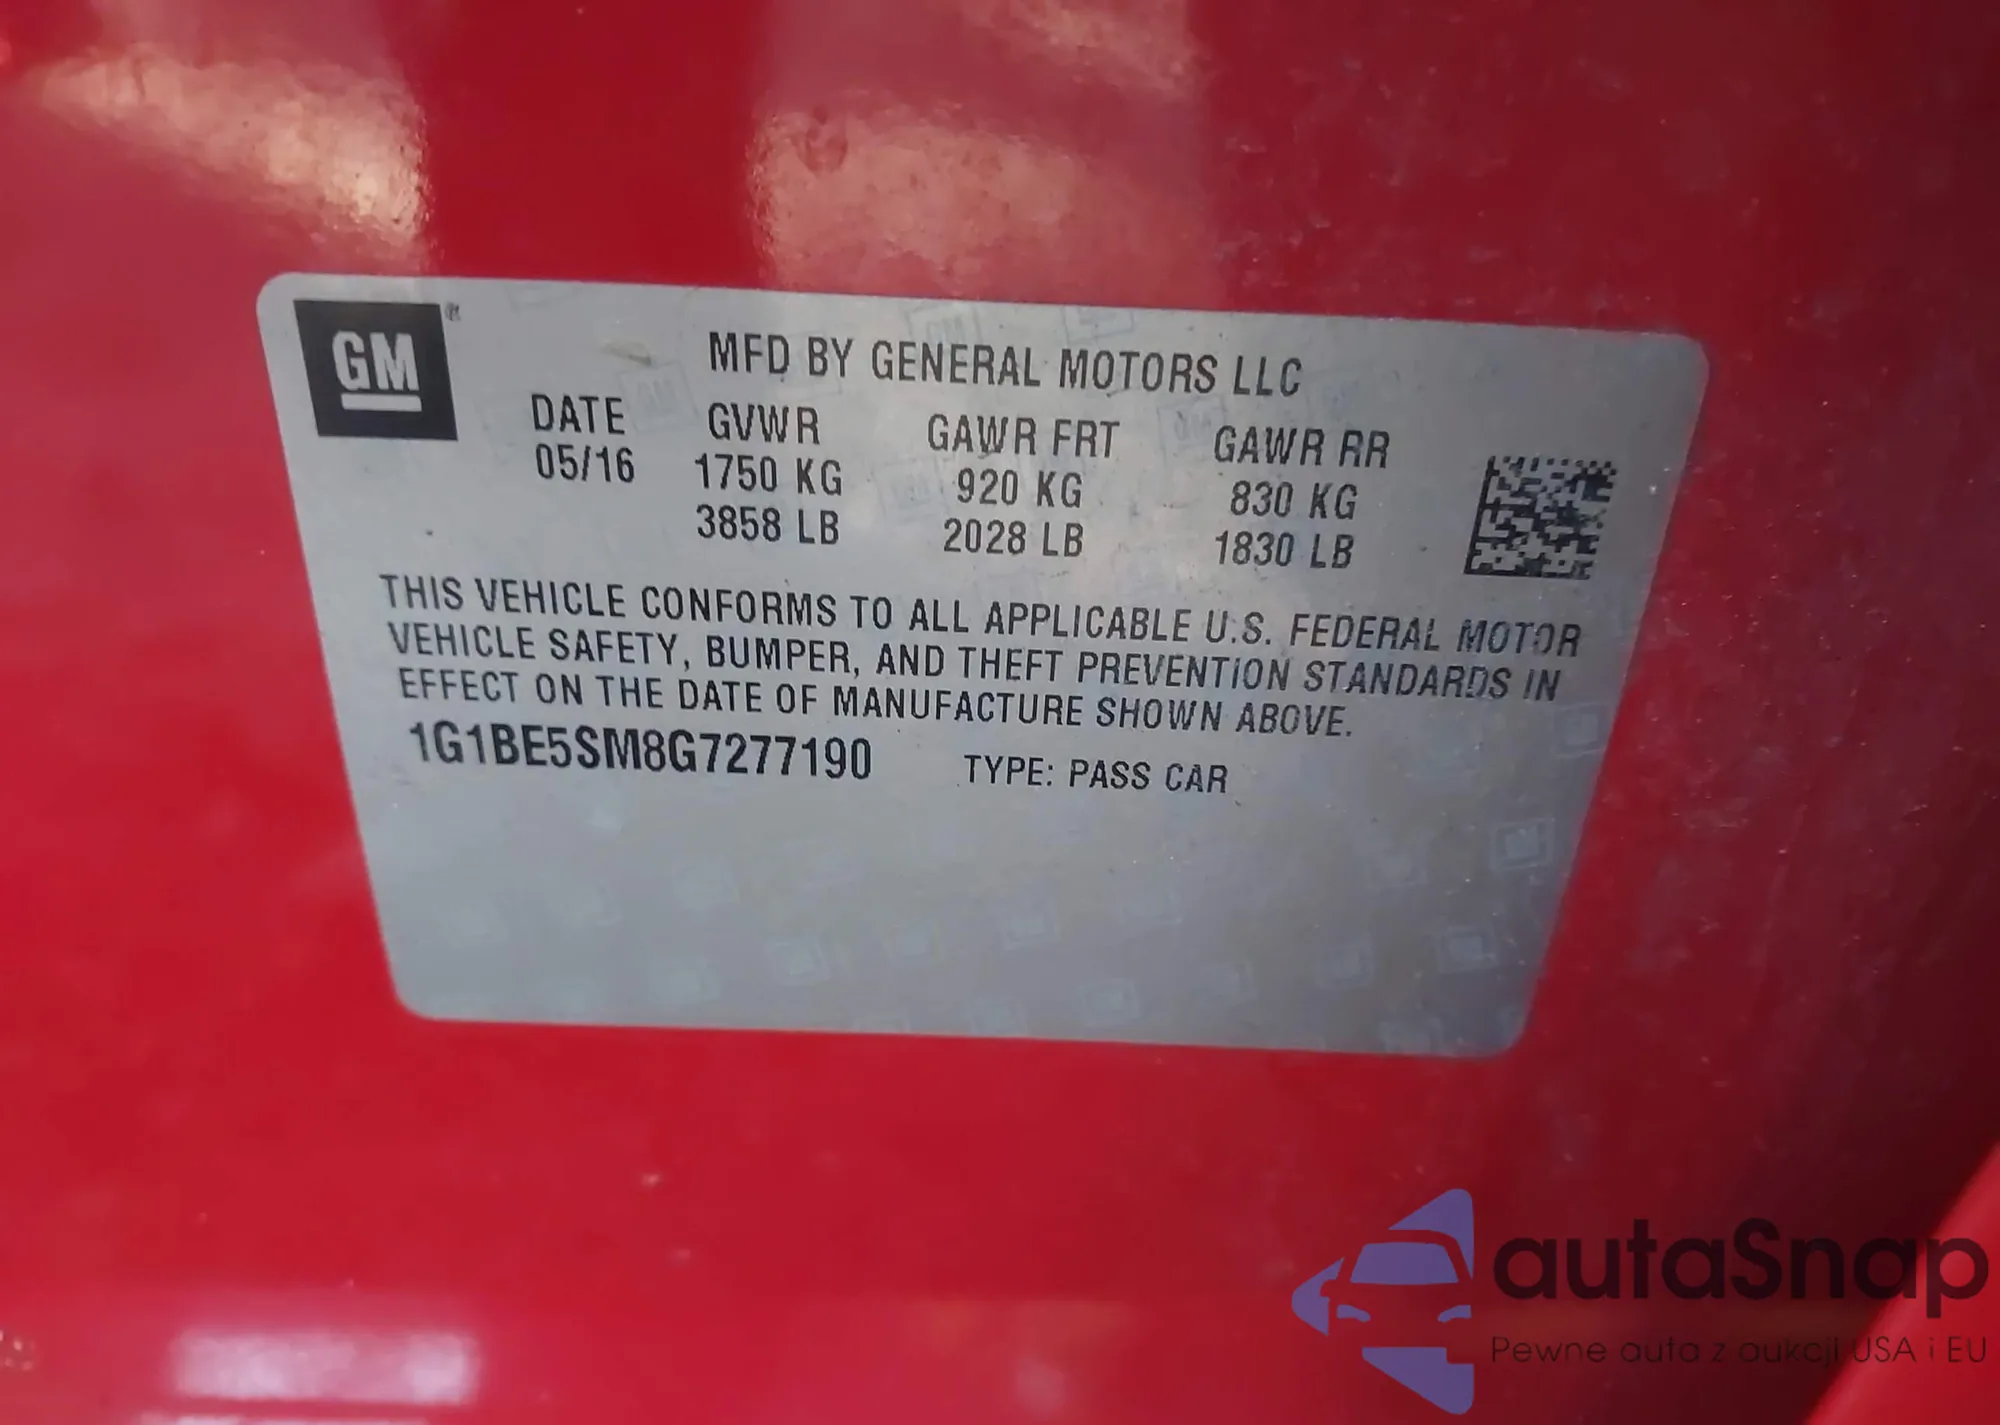 GM ®
MFD BY GENERAL MOTORS LLC
DATE GVWR GAWR FRT GAWR RR
05/16 1750 KG 920 KG 830 KG
3858 LB 2028 LB 1830 LB
THIS VEHICLE CONFORMS TO ALL APPLICABLE U.S. FEDERAL MOTOR
VEHICLE SAFETY, BUMPER, AND THEFT PREVENTION STANDARDS IN
EFFECT ON THE DATE OF MANUFACTURE SHOWN ABOVE.
1G1BE5SM8G7277190 TYPE: PASS CAR
autaSnap
Pewne auta z aukcji USA i EU